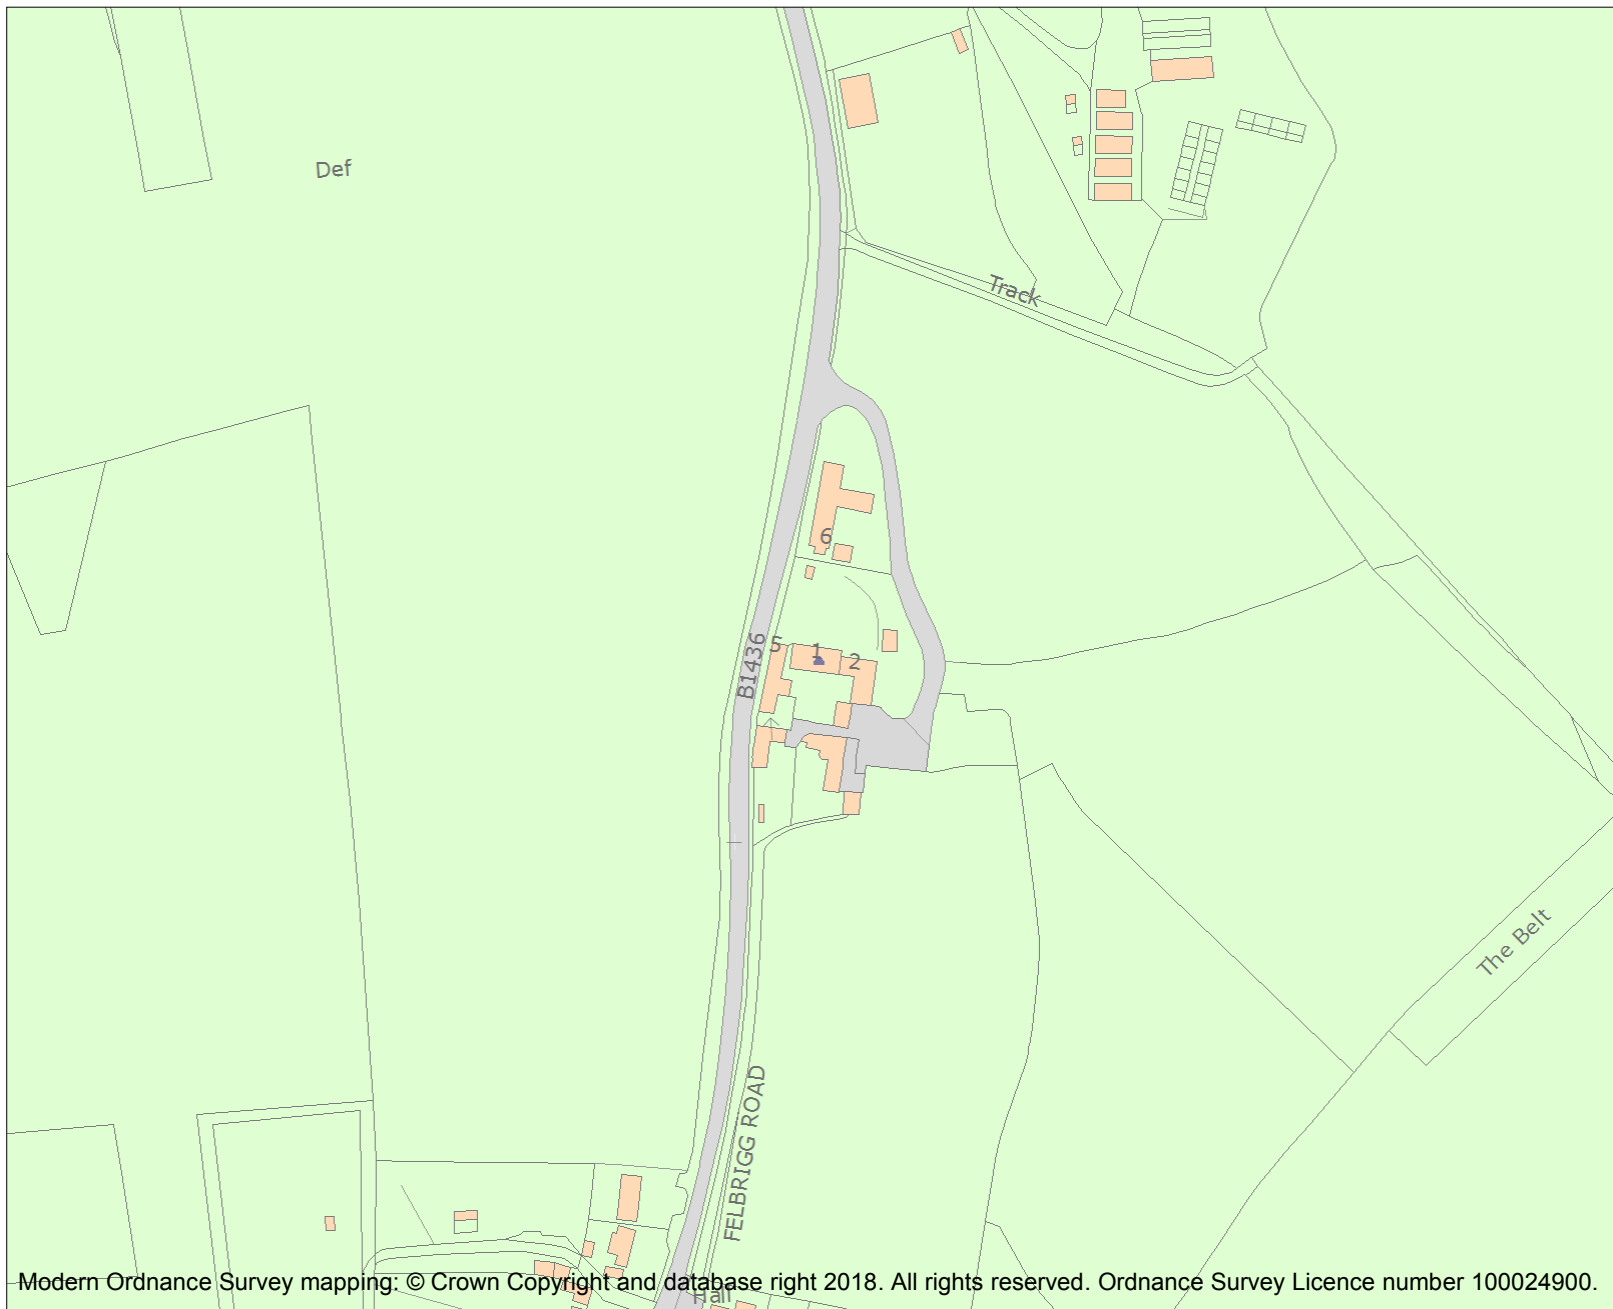 Def
Track
6
5
1
2
B1436
The Belt
FELBRIGG ROAD
Modern Ordnance Survey mapping: © Crown Copyright and database right 2018. All rights reserved. Ordnance Survey Licence number 100024900.
Hall